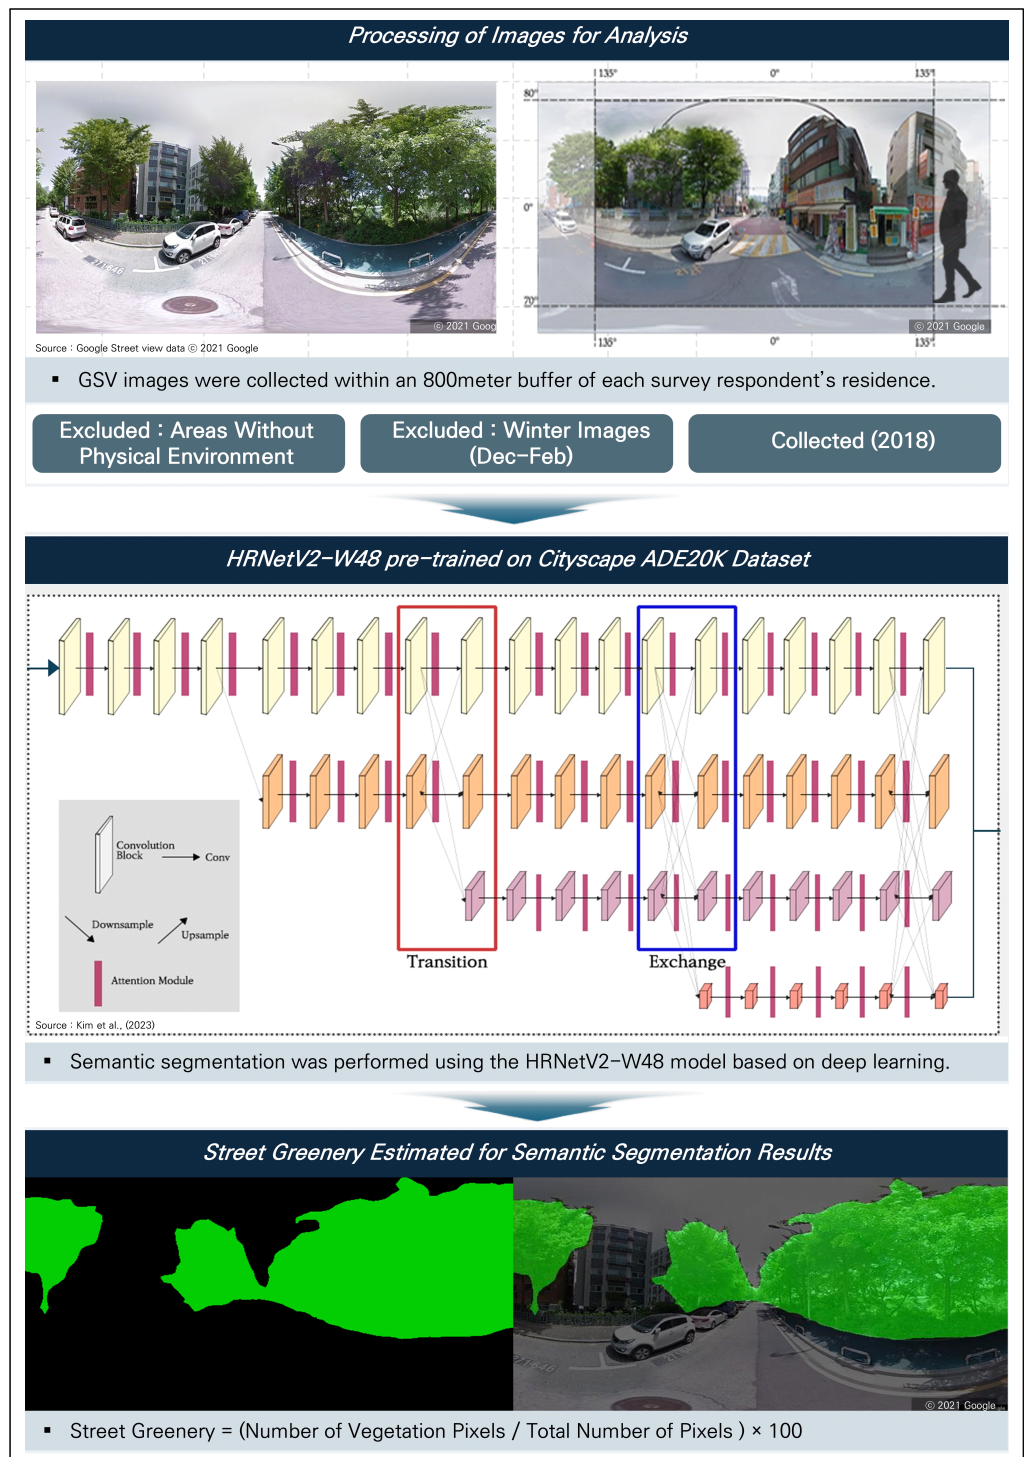 Processing of Images for Analysis
135° 0° 135°
80°
0°
70°
135° 0° 135°
ⓒ 2021 Goog
ⓒ 2021 Google
Source : Google Street view data ⓒ 2021 Google
▪ GSV images were collected within an 800meter buffer of each survey respondent's residence.
Excluded : Areas Without
Physical Environment
Excluded : Winter Images
(Dec-Feb)
Collected (2018)
HRNetV2-W48 pre-trained on Cityscape ADE20K Dataset
Convolution
Block
Conv
Downsample
Upsample
Attention Module
Transition
Exchange
Source : Kim et al., (2023)
▪ Semantic segmentation was performed using the HRNetV2-W48 model based on deep learning.
Street Greenery Estimated for Semantic Segmentation Results
ⓒ 2021 Google
▪ Street Greenery = (Number of Vegetation Pixels / Total Number of Pixels ) × 100